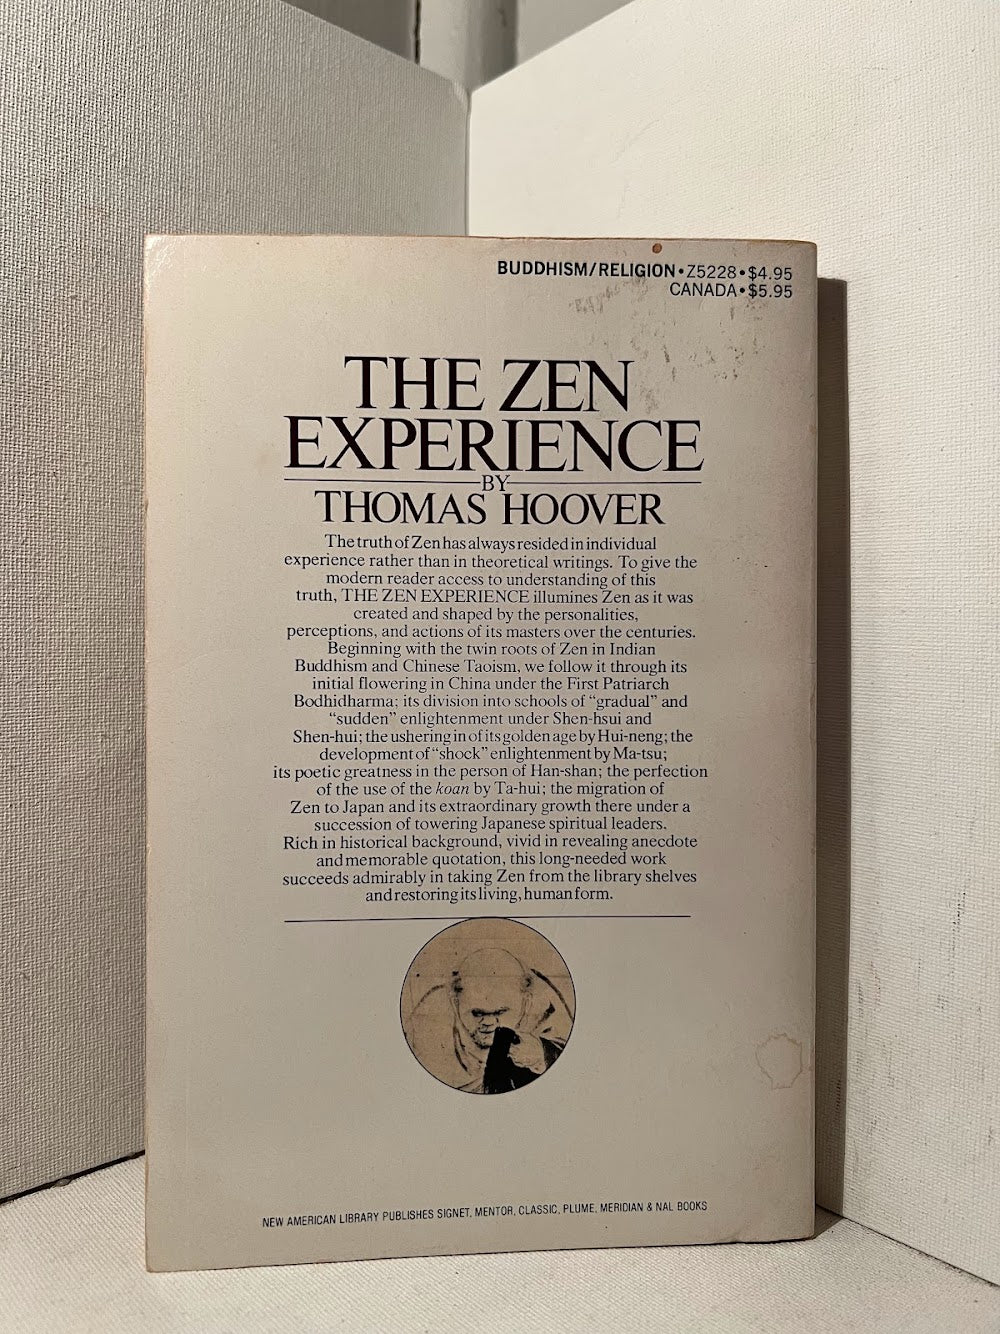 BUDDHISM/RELIGION•Z5228•$4.95
CANADA•$5.95
THE ZEN
EXPERIENCE
BY
THOMAS HOOVER
The truth of Zen has always resided in individual
experience rather than in theoretical writings. To give the
modern reader access to understanding of this
truth, THE ZEN EXPERIENCE illumines Zen as it was
created and shaped by the personalities,
perceptions, and actions of its masters over the centuries.
Beginning with the twin roots of Zen in Indian
Buddhism and Chinese Taoism, we follow it through its
initial flowering in China under the First Patriarch
Bodhidharma; its division into schools of “gradual” and
“sudden” enlightenment under Shen-hsui and
Shen-hui; the ushering in of its golden age by Hui-neng; the
development of “shock” enlightenment by Ma-tsu;
its poetic greatness in the person of Han-shan; the perfection
of the use of the koan by Ta-hui; the migration of
Zen to Japan and its extraordinary growth there under a
succession of towering Japanese spiritual leaders.
Rich in historical background, vivid in revealing anecdote
and memorable quotation, this long-needed work
succeeds admirably in taking Zen from the library shelves
and restoring its living, human form.
NEW AMERICAN LIBRARY PUBLISHES SIGNET, MENTOR, CLASSIC, PLUME, MERIDIAN & NAL BOOKS